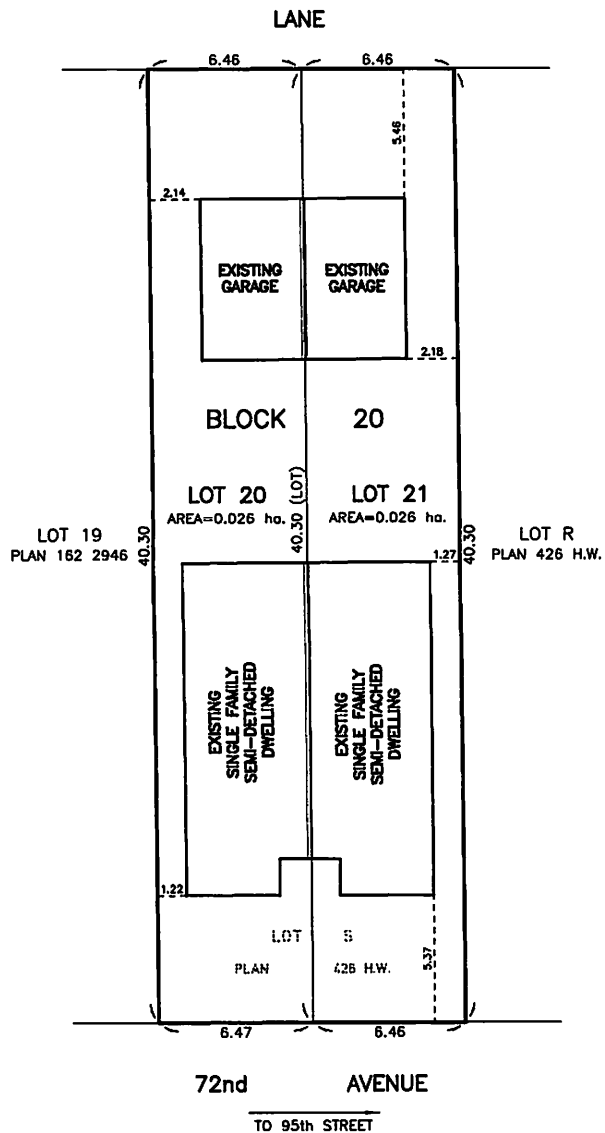 LANE
6.46 6.46
5.46
2.14
EXISTING
GARAGE
EXISTING
GARAGE
2.18
BLOCK 20
LOT 20
AREA=0.026 ha.
40.30 (LOT)
LOT 21
AREA=0.026 ha.
LOT 19
PLAN 162 2946
40.30
40.30
LOT R
PLAN 426 H.W.
1.27
EXISTING
SINGLE FAMILY
SEMI-DETACHED
DWELLING
EXISTING
SINGLE FAMILY
SEMI-DETACHED
DWELLING
1.22
LOT S
PLAN 426 H.W.
5.37
6.47 6.46
72nd AVENUE
TO 95th STREET